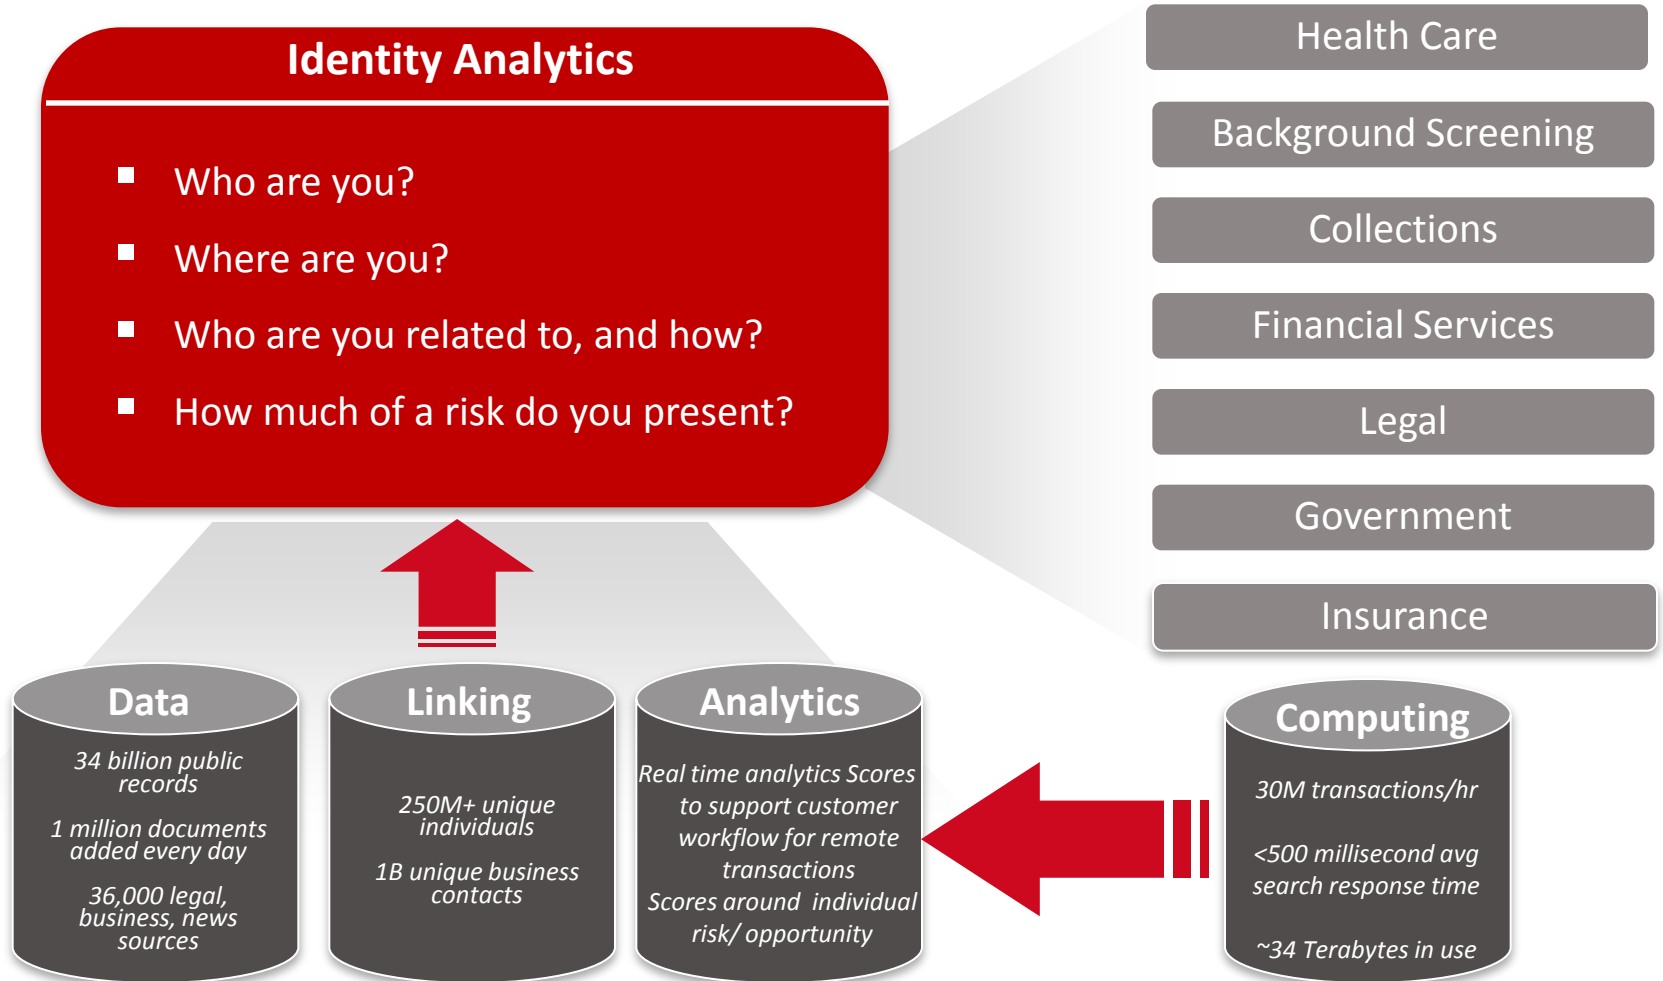 Identity Analytics
Who are you?
Where are you?
Who are you related to, and how?
How much of a risk do you present?
Health Care
Background Screening
Collections
Financial Services
Legal
Government
Insurance
Data
34 billion public
records
1 million documents
added every day
36,000 legal,
business, news
sources
Linking
250M+ unique
individuals
1B unique business
contacts
Analytics
Real time analytics Scores
to support customer
workflow for remote
transactions
Scores around individual
risk/ opportunity
Computing
30M transactions/hr
<500 millisecond avg
search response time
~34 Terabytes in use